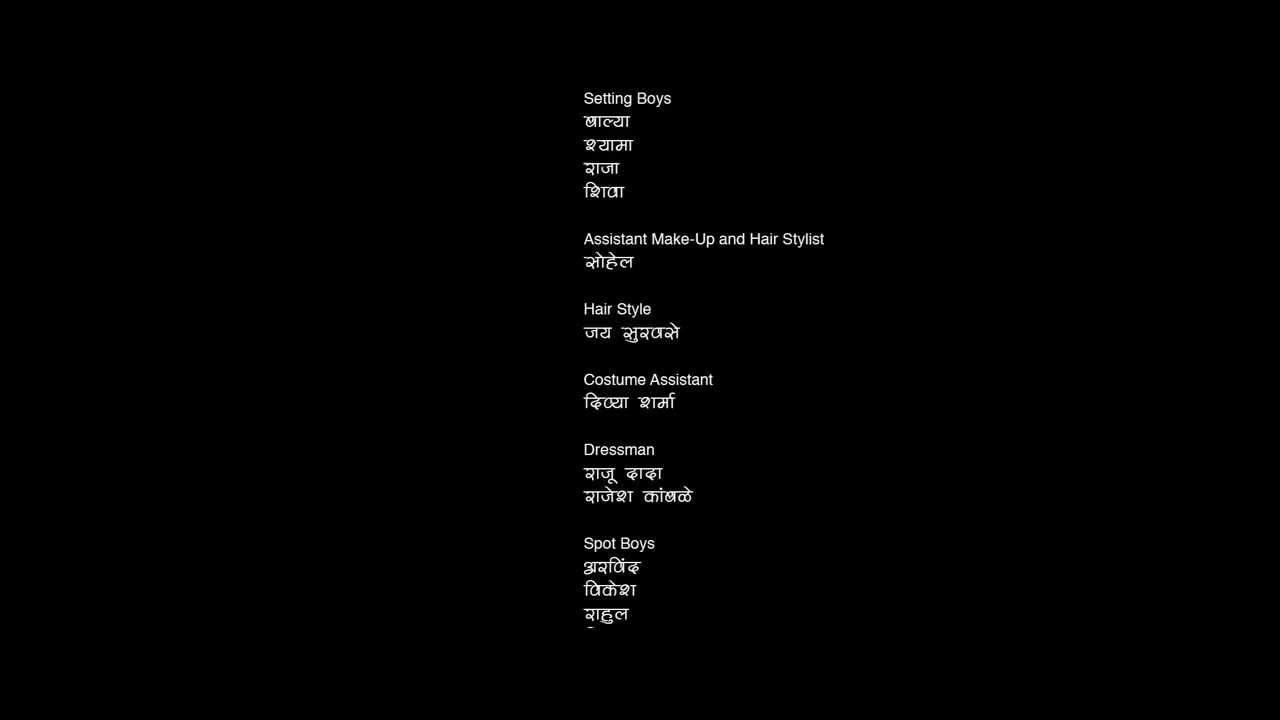 Setting Boys
बाल्या
श्यामा
राजा
शिवा
Assistant Make-Up and Hair Stylist
सोहेल
Hair Style
जय सुरवसे
Costume Assistant
दिव्या शर्मा
Dressman
राजू दादा
राजेश कांबळे
Spot Boys
अरविंद
विकेश
राहुल